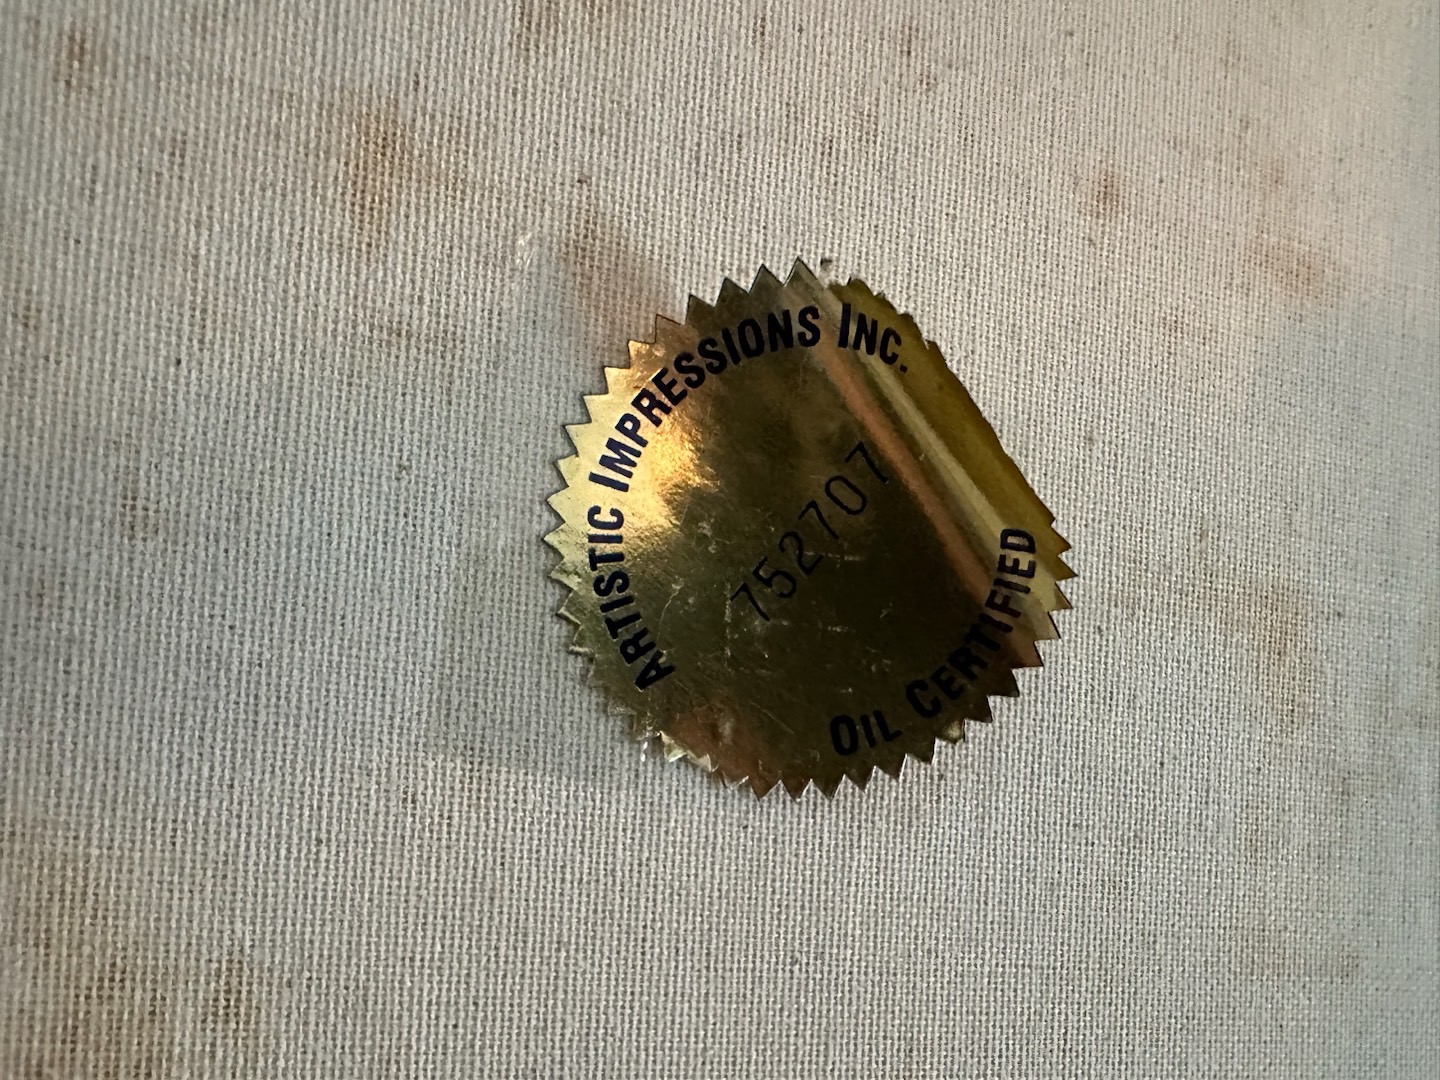 ARTISTIC IMPRESSIONS INC.
752707
OIL CERTIFIED